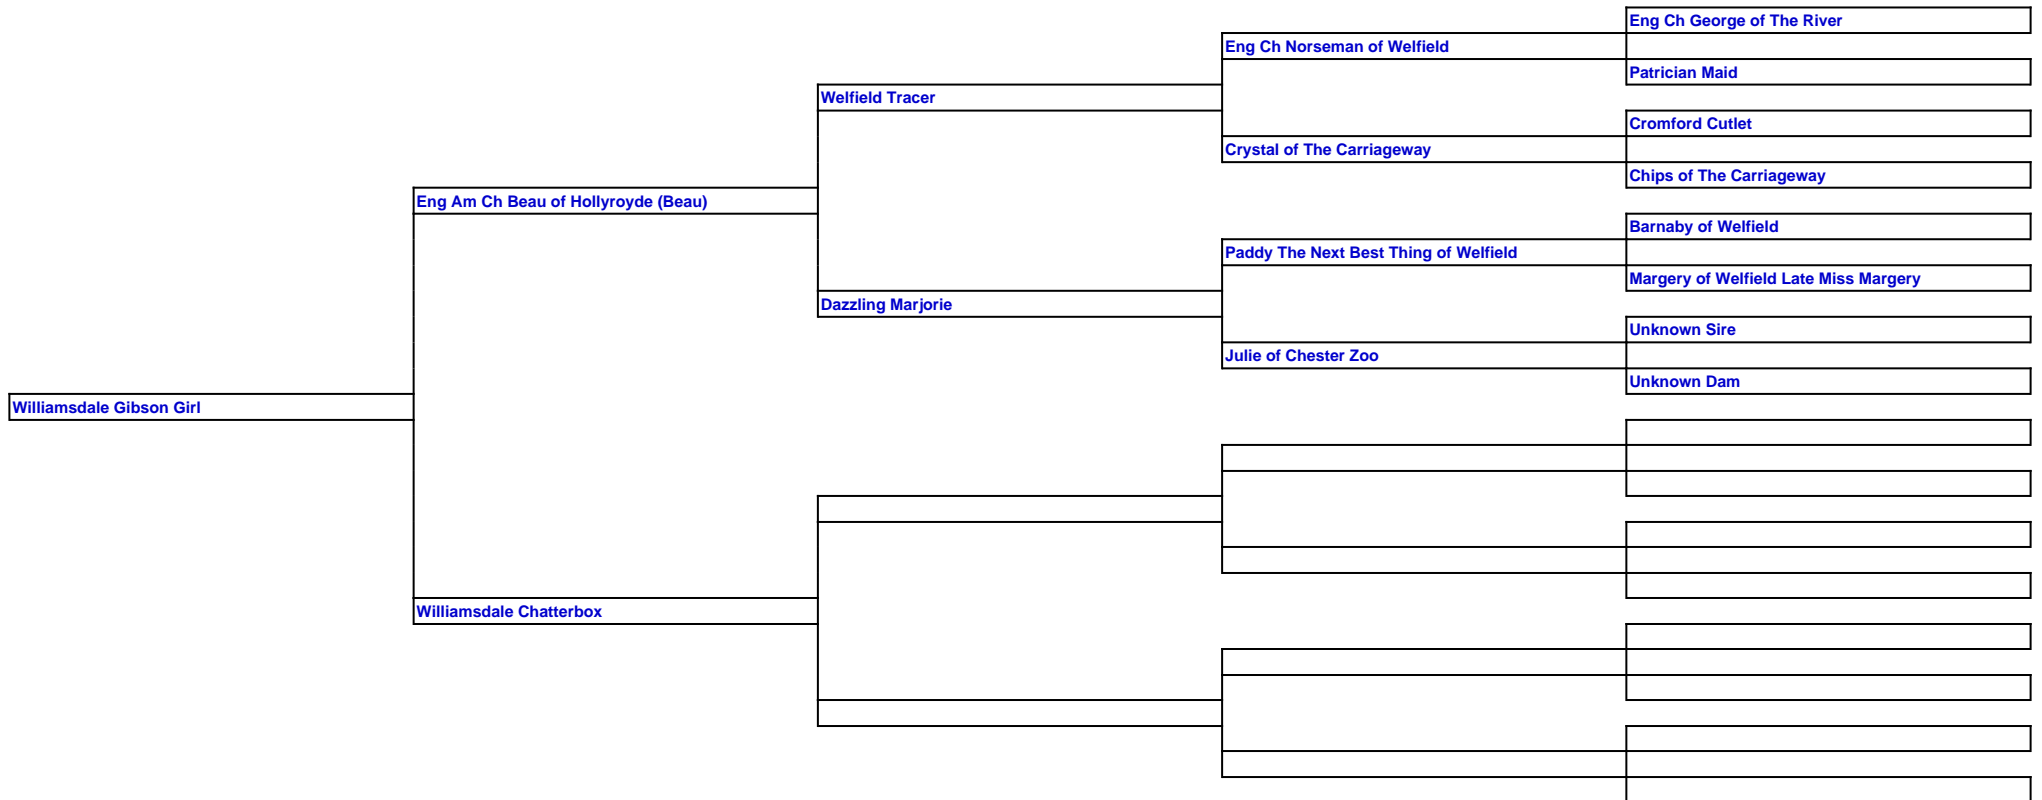 Eng Ch George of The River
Eng Ch Norseman of Welfield
Patrician Maid
Welfield Tracer
Cromford Cutlet
Crystal of The Carriageway
Chips of The Carriageway
Eng Am Ch Beau of Hollyroyde (Beau)
Barnaby of Welfield
Paddy The Next Best Thing of Welfield
Margery of Welfield Late Miss Margery
Dazzling Marjorie
Unknown Sire
Julie of Chester Zoo
Unknown Dam
Williamsdale Gibson Girl
Williamsdale Chatterbox